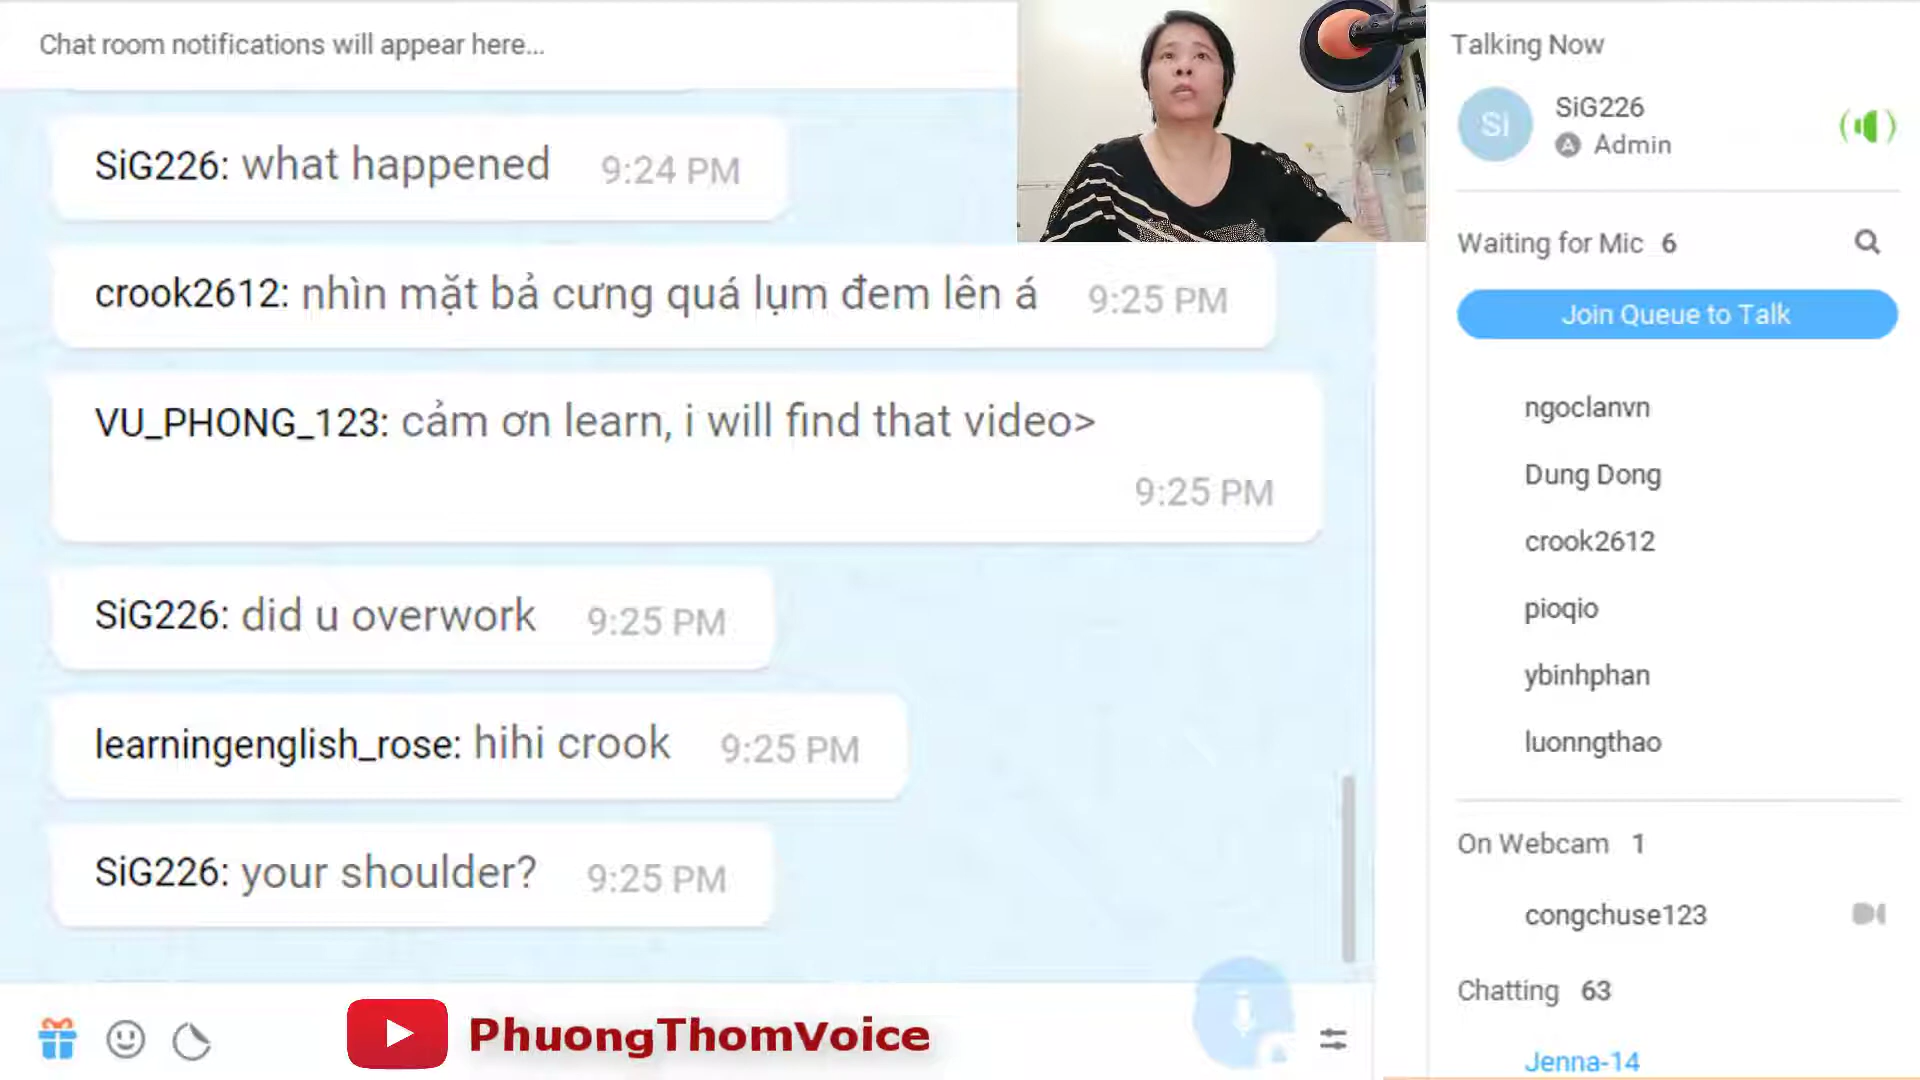 Chat room notifications will appear here...
SiG226: what happened 9:24 PM
crook2612: nhìn mặt bả cưng quá lụm đem lên á 9:25 PM
VU_PHONG_123: cảm ơn learn, i will find that video>
9:25 PM
SiG226: did u overwork 9:25 PM
learningenglish_rose: hihi crook 9:25 PM
SiG226: your shoulder? 9:25 PM
PhuongThomVoice
Talking Now
Si
SiG226
A Admin
Waiting for Mic 6
Join Queue to Talk
ngoclanvn
Dung Dong
crook2612
pioqio
ybinhphan
luonngthao
On Webcam 1
congchuse123
Chatting 63
Jenna-14